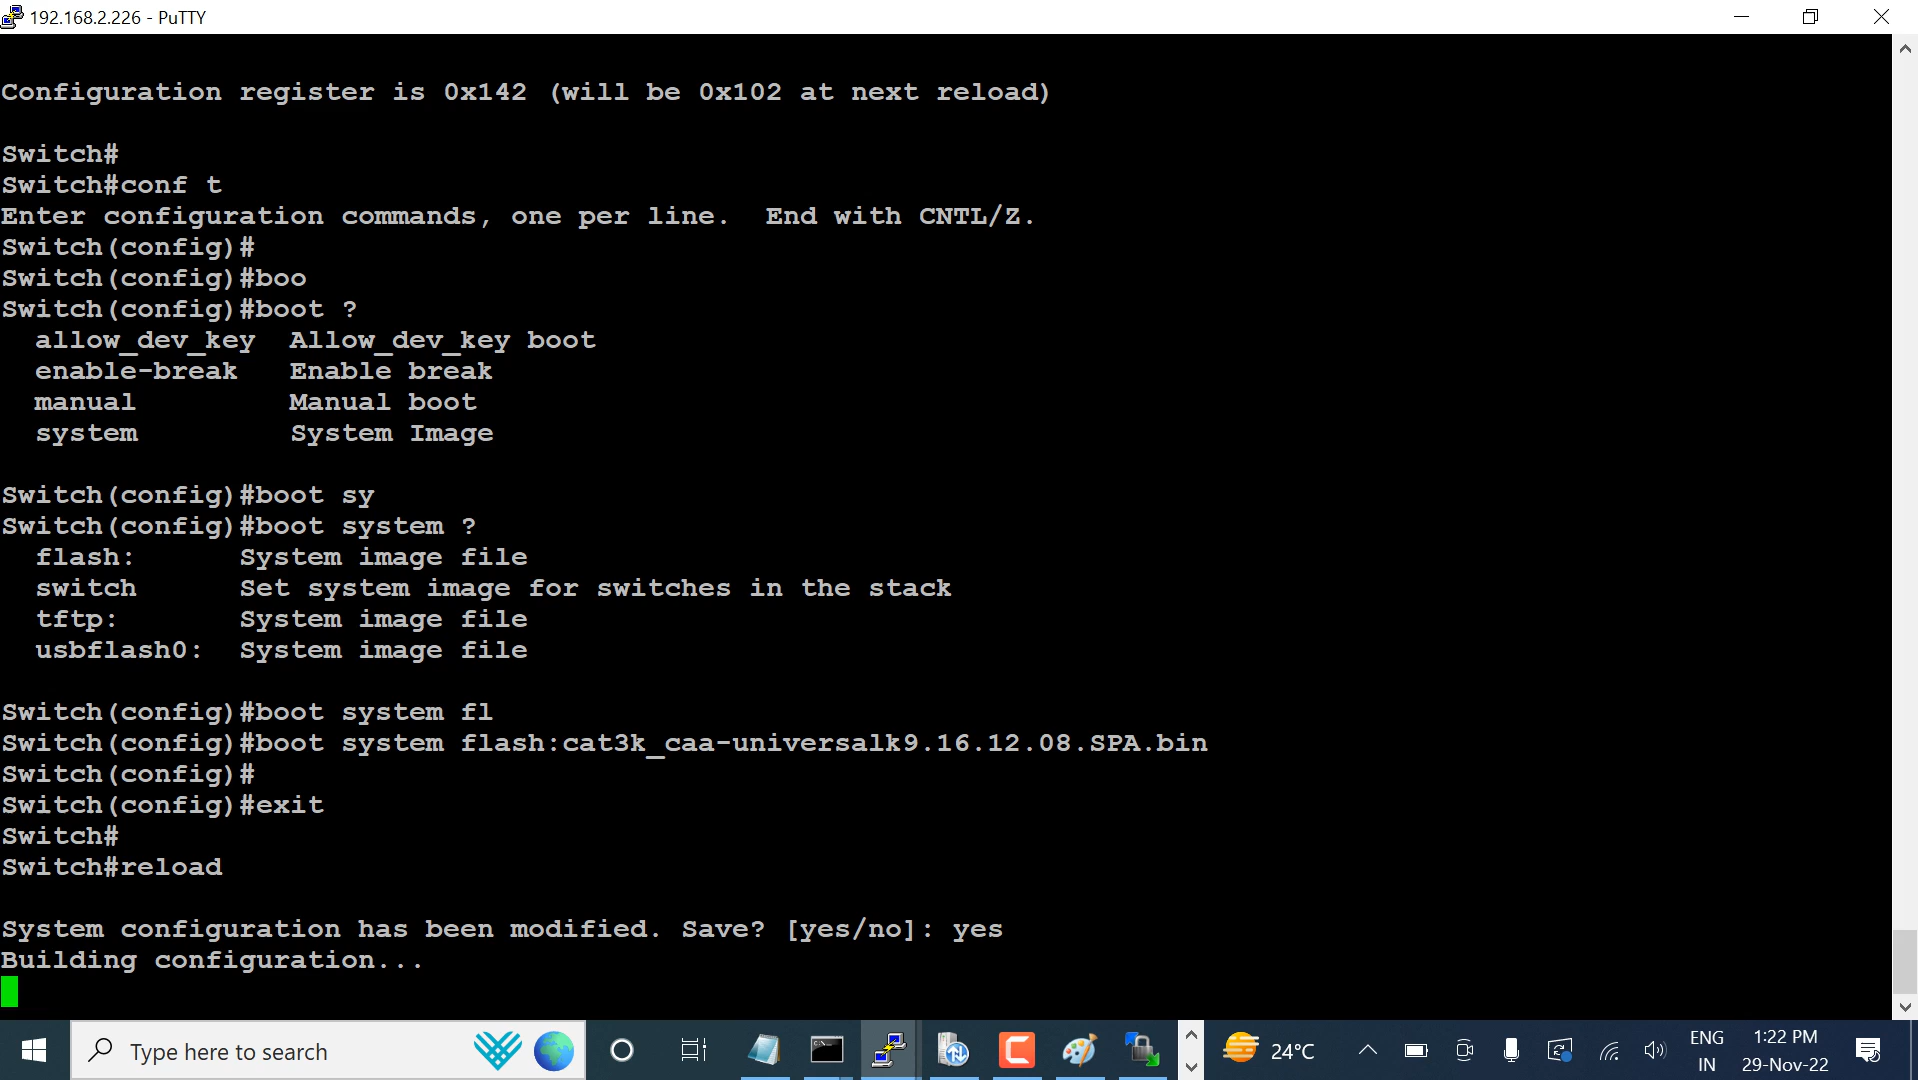 192.168.2.226 - PuTTY
Configuration register is 0x142 (will be 0x102 at next reload)
Switch#
Switch#conf t
Enter configuration commands, one per line.  End with CNTL/Z.
Switch(config)#
Switch(config)#boo
Switch(config)#boot ?
  allow_dev_key  Allow_dev_key boot
  enable-break   Enable break
  manual         Manual boot
  system         System Image
Switch(config)#boot sy
Switch(config)#boot system ?
  flash:      System image file
  switch      Set system image for switches in the stack
  tftp:       System image file
  usbflash0:  System image file
Switch(config)#boot system fl
Switch(config)#boot system flash:cat3k_caa-universalk9.16.12.08.SPA.bin
Switch(config)#
Switch(config)#exit
Switch#
Switch#reload
System configuration has been modified. Save? [yes/no]: yes
Building configuration...
Type here to search
24°C
ENG
IN
1:22 PM
29-Nov-22